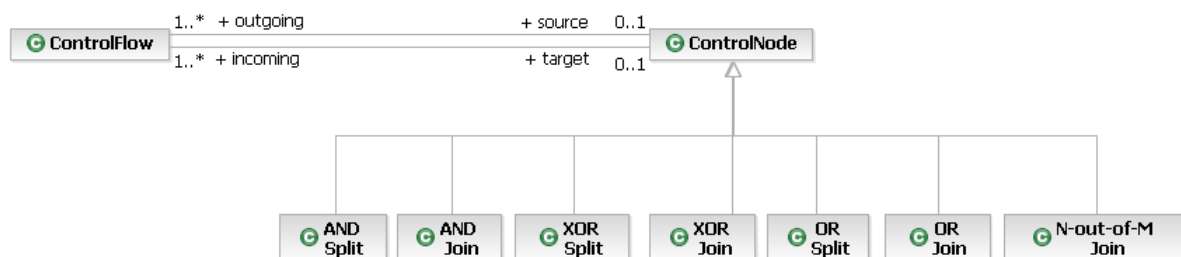 1..* + outgoing + source 0..1
ControlFlow ControlNode
1..* + incoming + target 0..1
AND AND XOR XOR OR OR N-out-of-M
Split Join Split Join Split Join Join